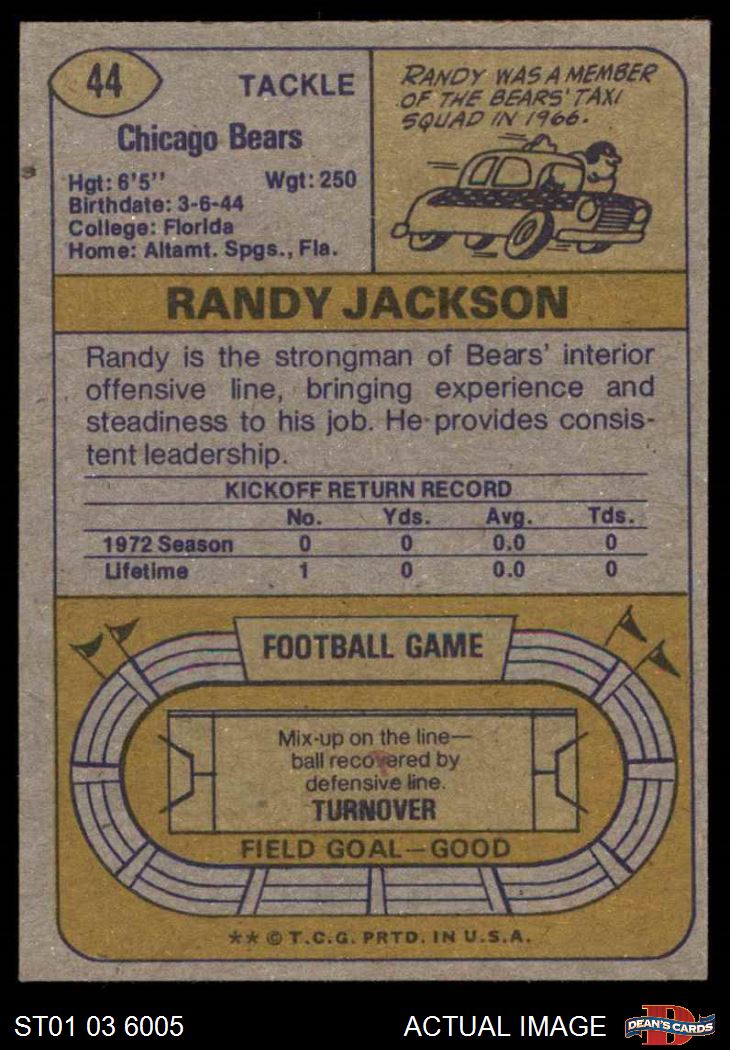 44
TACKLE
Chicago Bears
Hgt: 6'5"   Wgt: 250
Birthdate: 3-6-44
College: Florida
Home: Altamt. Spgs., Fla.
RANDY WAS A MEMBER
OF THE BEARS' TAXI
SQUAD IN 1966.
RANDY JACKSON
Randy is the strongman of Bears' interior
offensive line, bringing experience and
steadiness to his job. He provides consis-
tent leadership.
KICKOFF RETURN RECORD
No. Yds. Avg. Tds.
1972 Season 0 0 0.0 0
Lifetime 1 0 0.0 0
FOOTBALL GAME
Mix-up on the line—
ball recovered by
defensive line.
TURNOVER
FIELD GOAL—GOOD
** © T.C.G. PRTD. IN U.S.A.
ST01 03 6005
ACTUAL IMAGE
D
DEAN'S CARDS